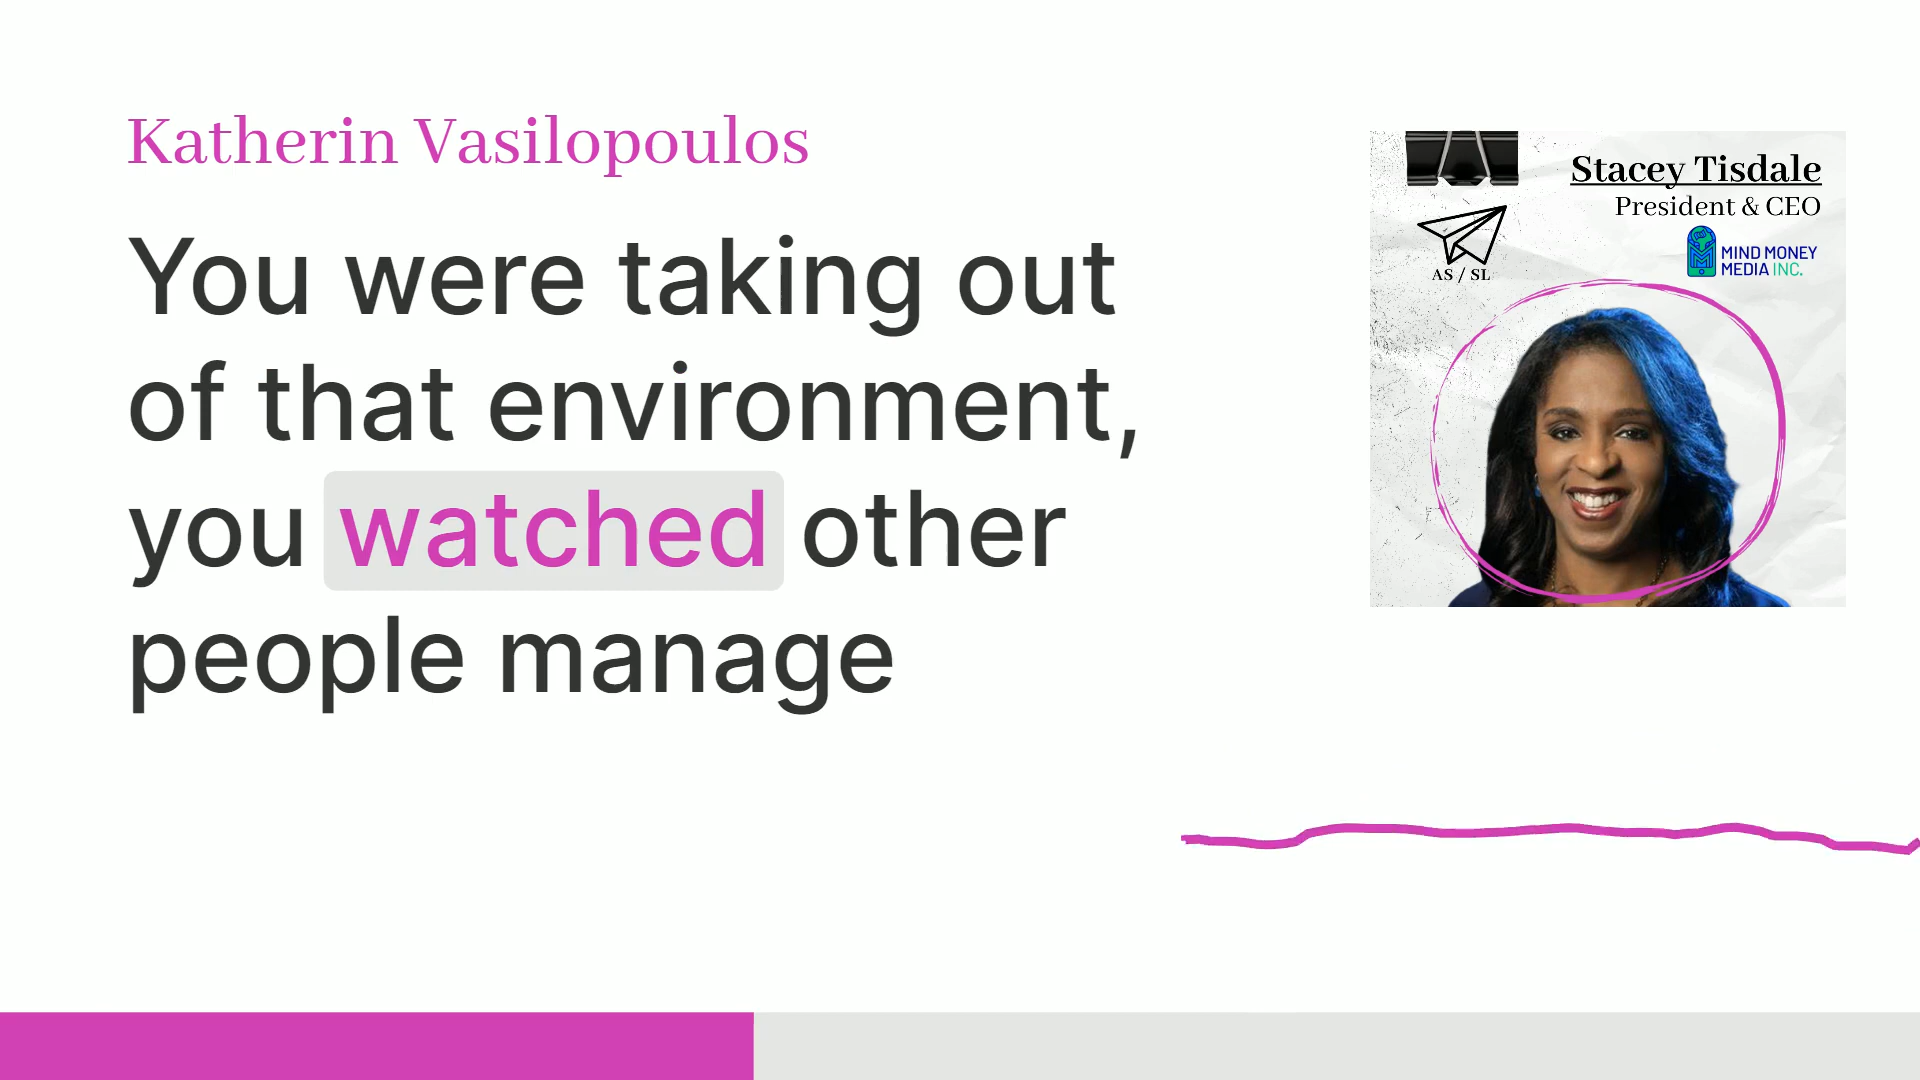 Katherin Vasilopoulos
You were taking out
of that environment,
you watched other
people manage
Stacey Tisdale
President & CEO
MIND MONEY
MEDIA INC.
AS / SL